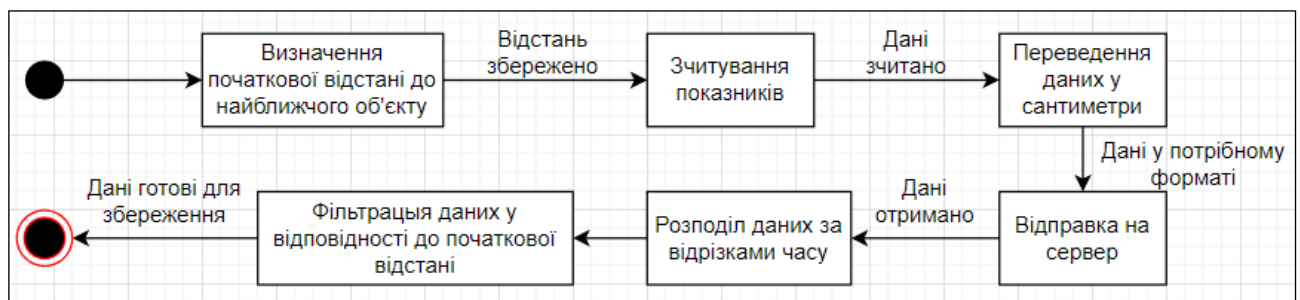 Визначення
початкової відстані до
найближчого об'єкту
Відстань
збережено
Зчитування
показників
Дані
зчитано
Переведення
даних у
сантиметри
Дані у потрібному
форматі
Відправка на
сервер
Дані
отримано
Розподіл даних за
відрізками часу
Фільтрацыя даних у
відповідності до початкової
відстані
Дані готові для
збереження